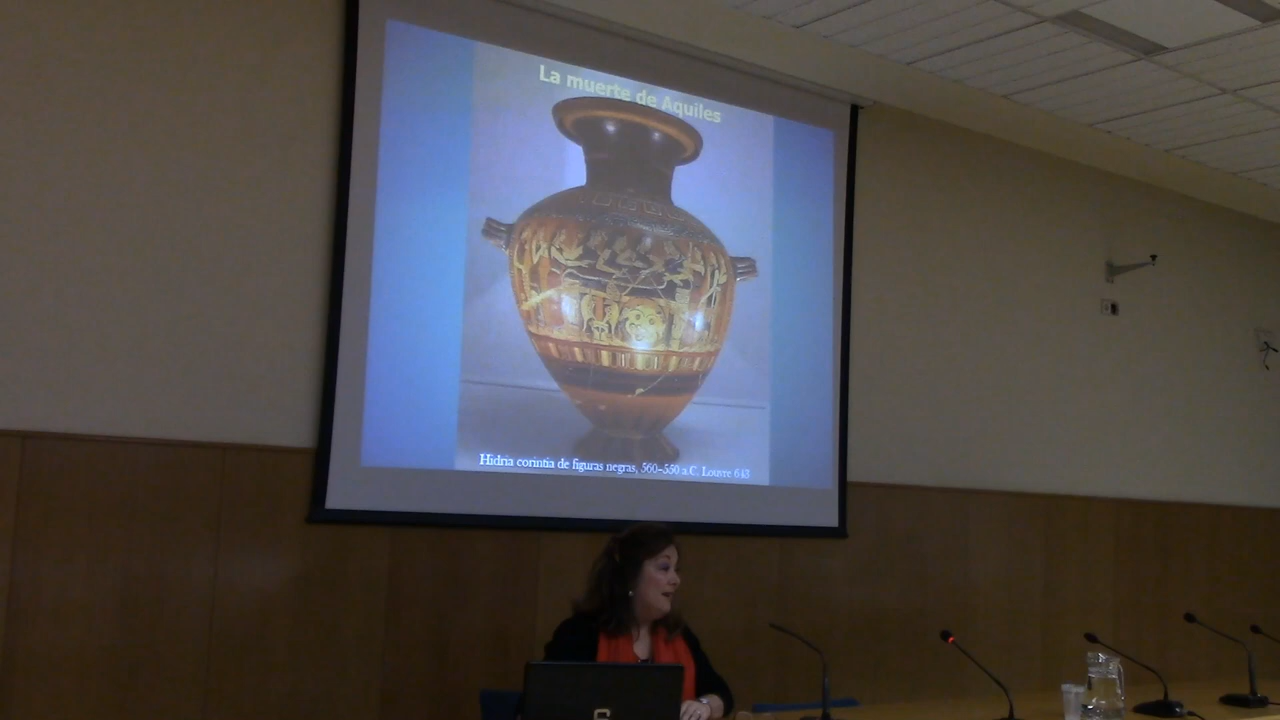 La muerte de Aquiles
Hidria corintia de figuras negras, 560-550 a.C. Louvre 643